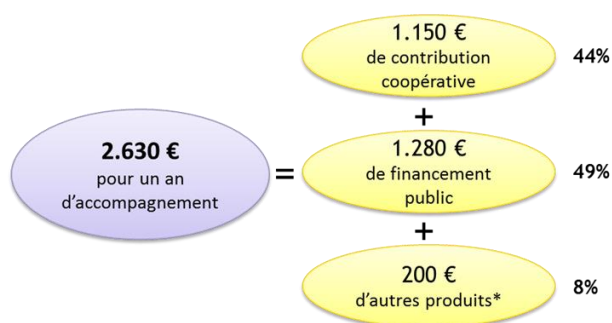 1.150 €
de contribution
coopérative
44%
+
2.630 €
pour un an
d'accompagnement
=
1.280 €
de financement
public
49%
+
200 €
d'autres produits*
8%